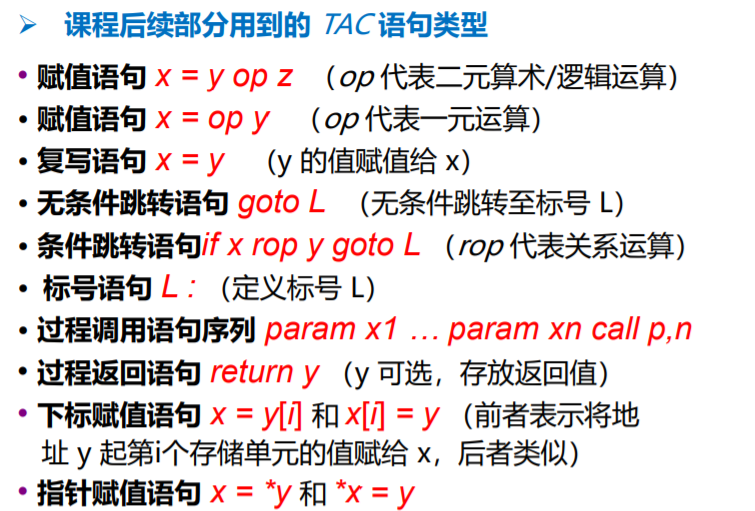 ➢ 课程后续部分用到的 TAC 语句类型
• 赋值语句 x = y op z （op 代表二元算术/逻辑运算）
• 赋值语句 x = op y （op 代表一元运算）
• 复写语句 x = y （y 的值赋值给 x）
• 无条件跳转语句 goto L （无条件跳转至标号 L）
• 条件跳转语句if x rop y goto L （rop 代表关系运算）
• 标号语句 L : （定义标号 L）
• 过程调用语句序列 param x1 … param xn call p,n
• 过程返回语句 return y （y 可选，存放返回值）
• 下标赋值语句 x = y[i] 和 x[i] = y （前者表示将地
址 y 起第i个存储单元的值赋给 x，后者类似）
• 指针赋值语句 x = *y 和 *x = y